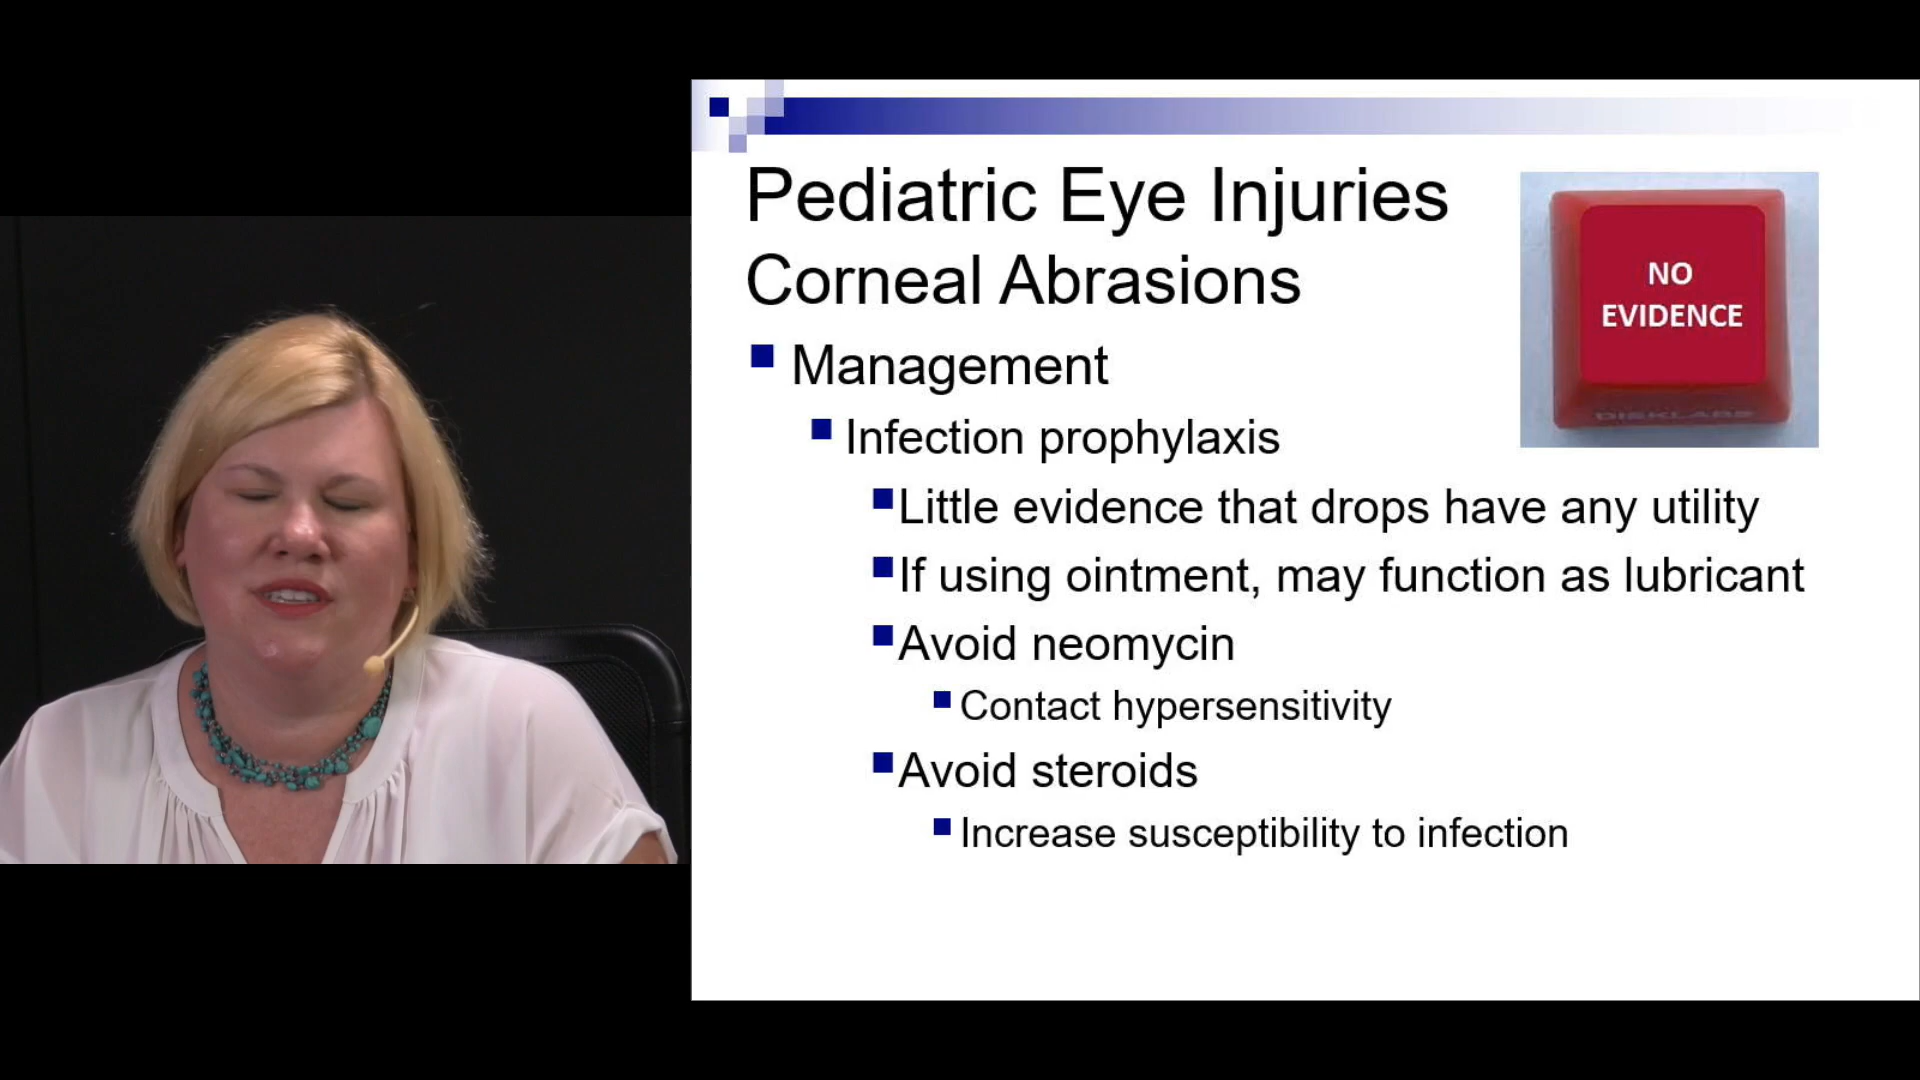 Pediatric Eye Injuries
Corneal Abrasions
Management
Infection prophylaxis
Little evidence that drops have any utility
If using ointment, may function as lubricant
Avoid neomycin
Contact hypersensitivity
Avoid steroids
Increase susceptibility to infection
NO
EVIDENCE
DISKLABS